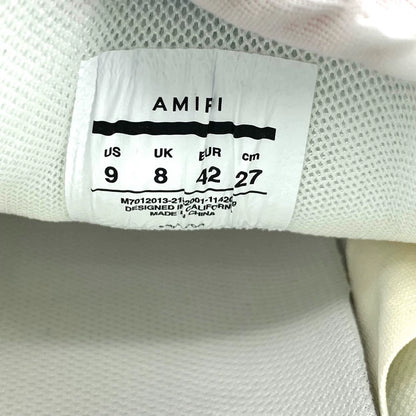 AMIRI
US UK EUR cm
9 8 42 27
DESIGNED IN CALIFORNIA
MADE IN CHINA